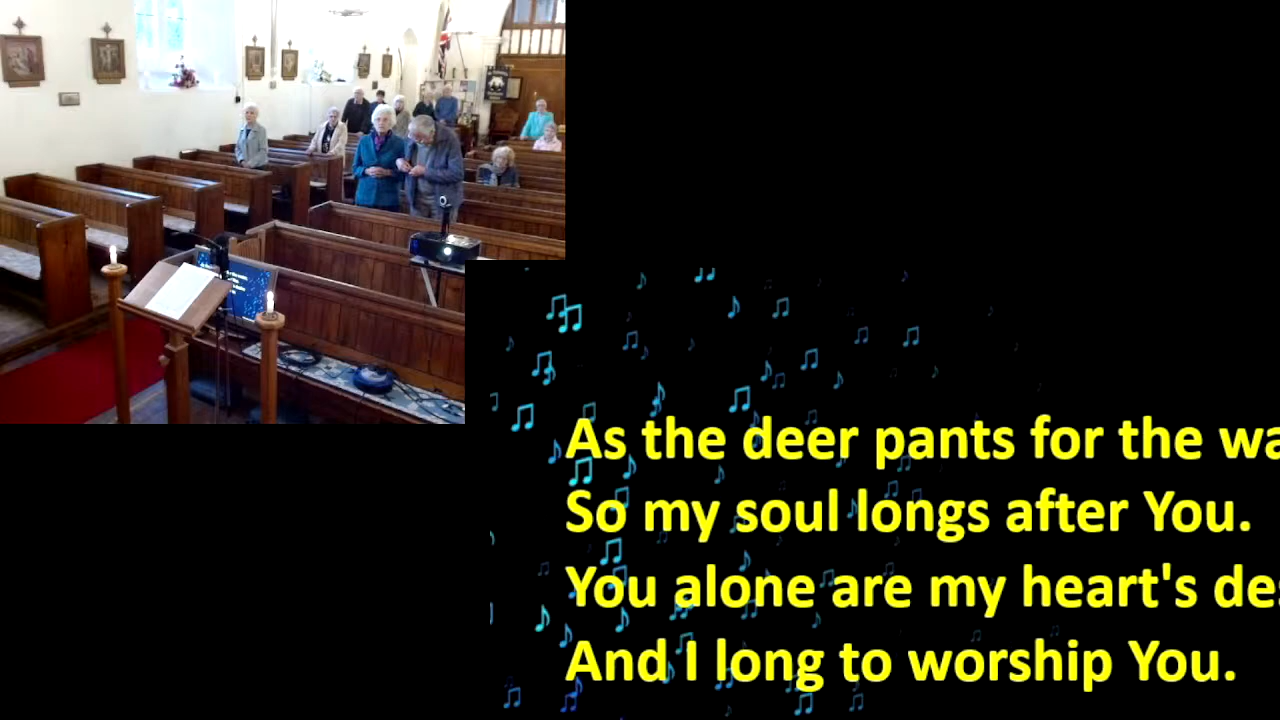 As the deer pants for the wa
So my soul longs after You.
You alone are my heart's de
And I long to worship You.